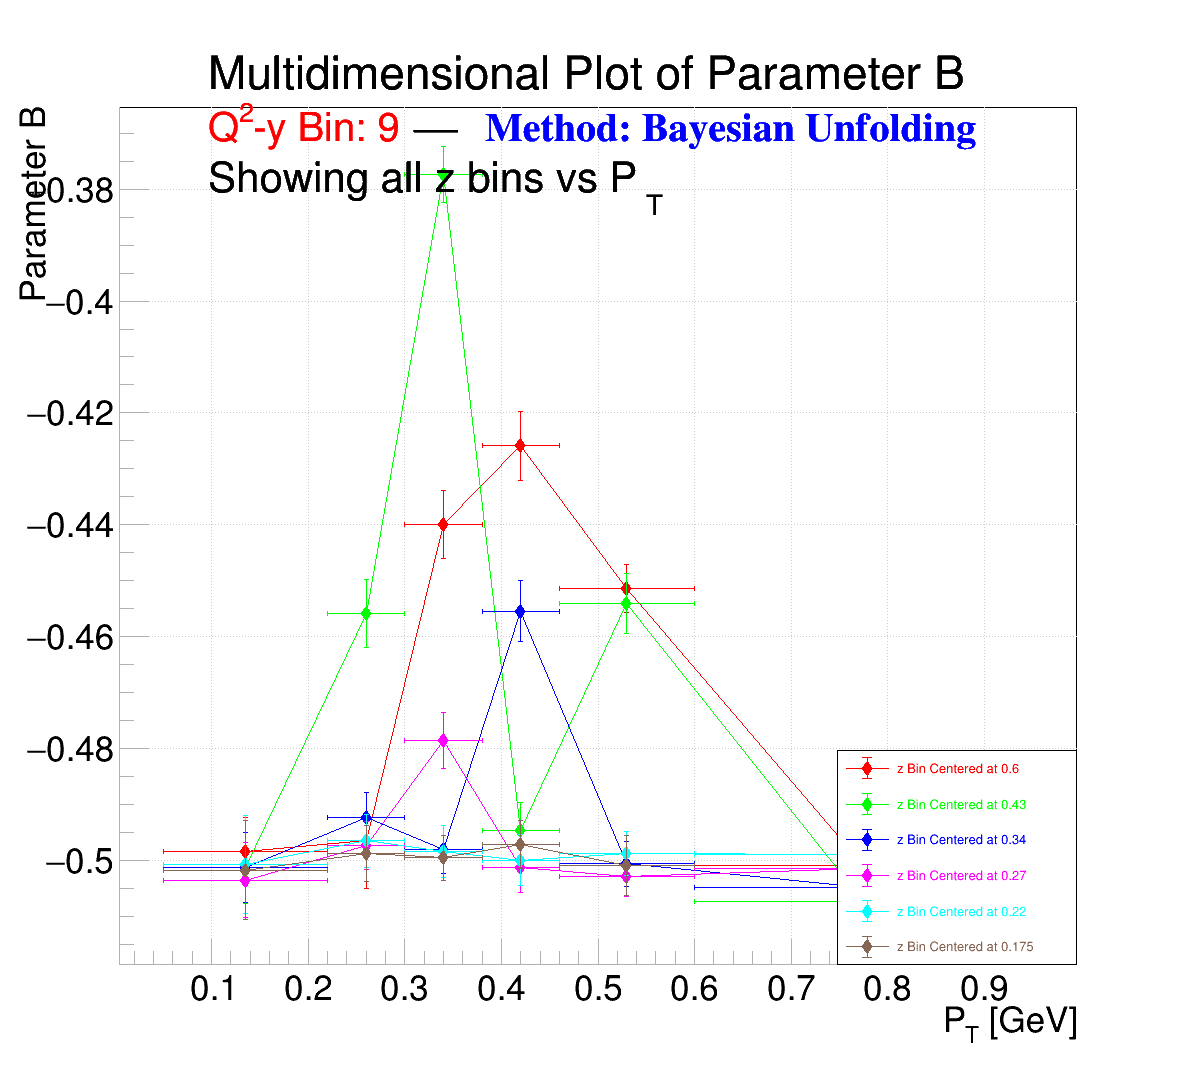 Multidimensional Plot of Parameter B
Q²-y Bin: 9 — Method: Bayesian Unfolding
Showing all z bins vs P_T
Parameter B
−0.38
−0.4
−0.42
−0.44
−0.46
−0.48
−0.5
z Bin Centered at 0.6
z Bin Centered at 0.43
z Bin Centered at 0.34
z Bin Centered at 0.27
z Bin Centered at 0.22
z Bin Centered at 0.175
0.1 0.2 0.3 0.4 0.5 0.6 0.7 0.8 0.9
P_T [GeV]